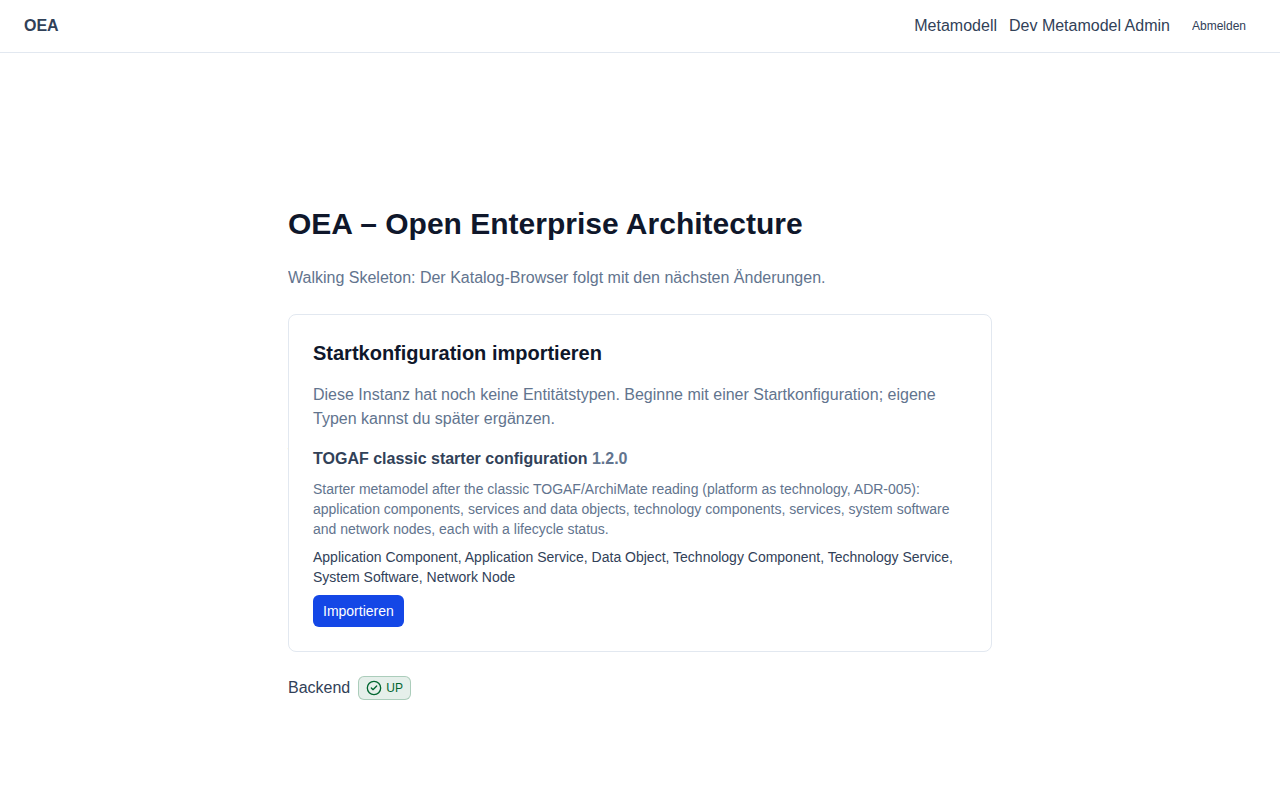 OEA
Metamodell Dev Metamodel Admin Abmelden
OEA – Open Enterprise Architecture
Walking Skeleton: Der Katalog-Browser folgt mit den nächsten Änderungen.
Startkonfiguration importieren
Diese Instanz hat noch keine Entitätstypen. Beginne mit einer Startkonfiguration; eigene
Typen kannst du später ergänzen.
TOGAF classic starter configuration 1.2.0
Starter metamodel after the classic TOGAF/ArchiMate reading (platform as technology, ADR-005):
application components, services and data objects, technology components, services, system software
and network nodes, each with a lifecycle status.
Application Component, Application Service, Data Object, Technology Component, Technology Service,
System Software, Network Node
Importieren
Backend UP